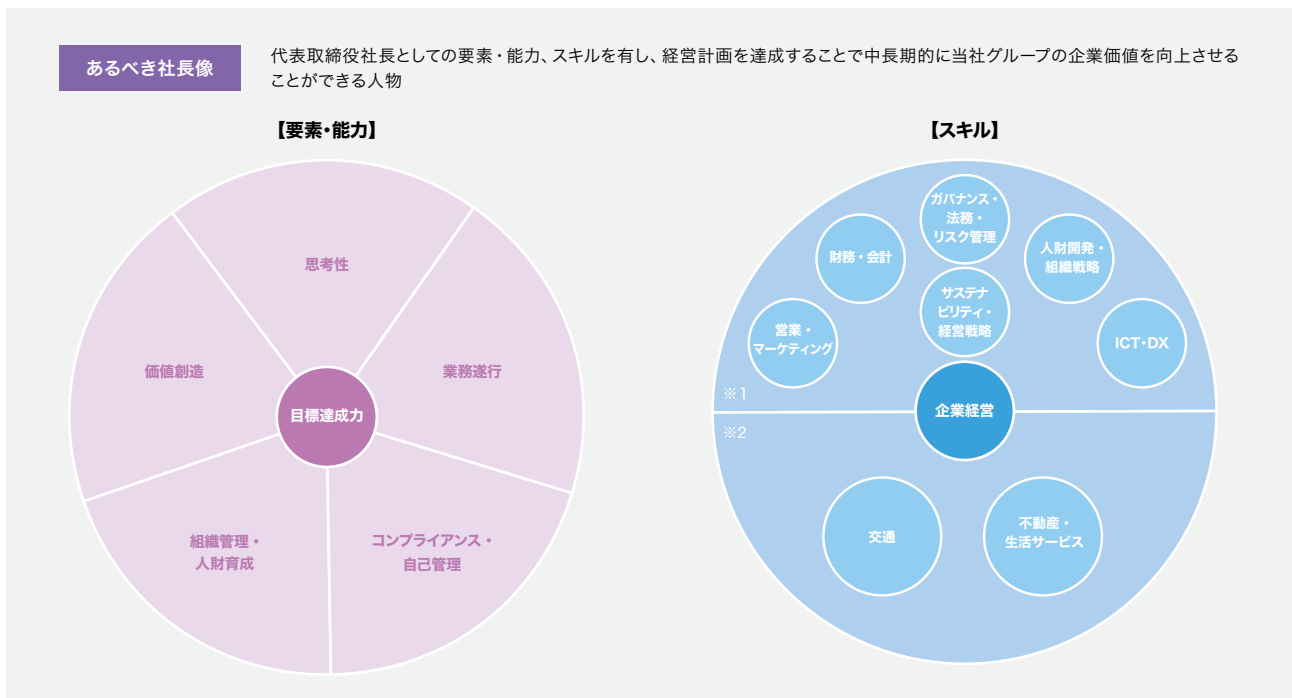 あるべき社長像
代表取締役社長としての要素・能力、スキルを有し、経営計画を達成することで中長期的に当社グループの企業価値を向上させる
ことができる人物
【要素・能力】
思考性
価値創造
業務遂行
目標達成力
組織管理・
人財育成
コンプライアンス・
自己管理
【スキル】
ガバナンス・
法務・
リスク管理
財務・会計
人財開発・
組織戦略
サステナ
ビリティ・
経営戦略
営業・
マーケティング
ICT・DX
※1
企業経営
※2
交通
不動産・
生活サービス